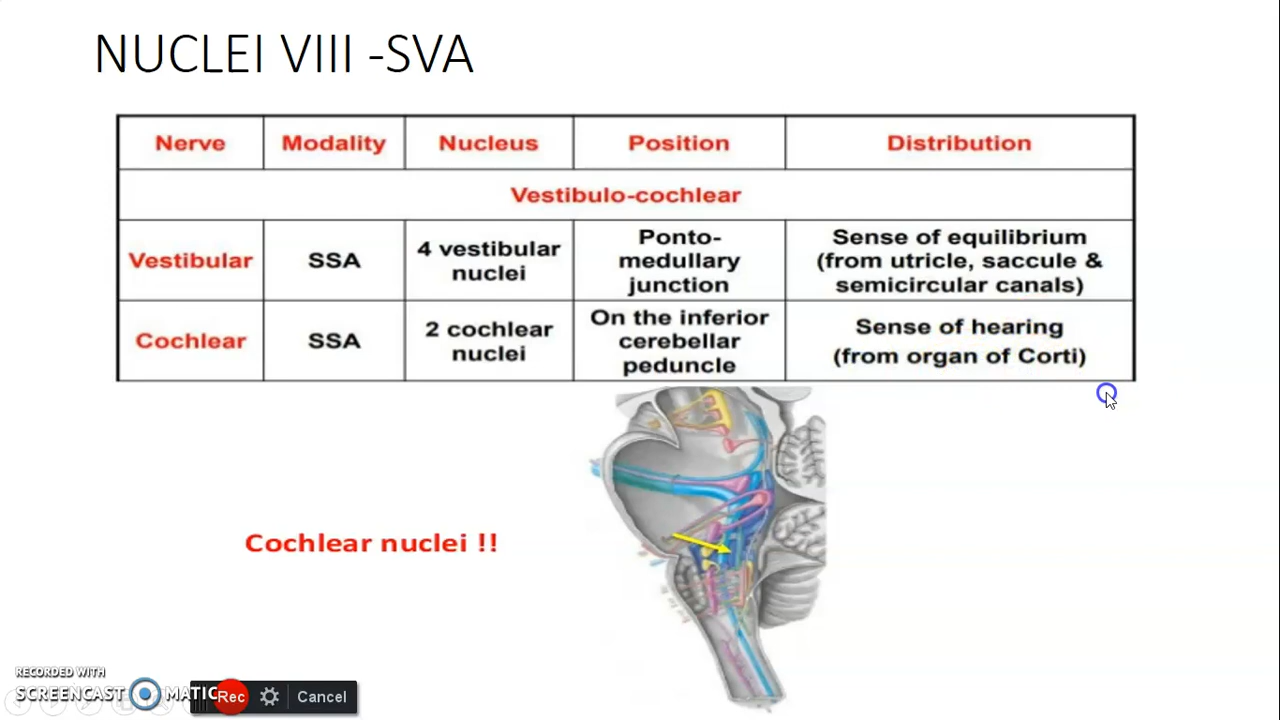 NUCLEI VIII -SVA
Nerve Modality Nucleus Position Distribution
Vestibulo-cochlear
Vestibular SSA 4 vestibular nuclei Ponto-medullary junction Sense of equilibrium (from utricle, saccule & semicircular canals)
Cochlear SSA 2 cochlear nuclei On the inferior cerebellar peduncle Sense of hearing (from organ of Corti)
Cochlear nuclei !!
RECORDED WITH
SCREENCAST MATIC
Rec Cancel